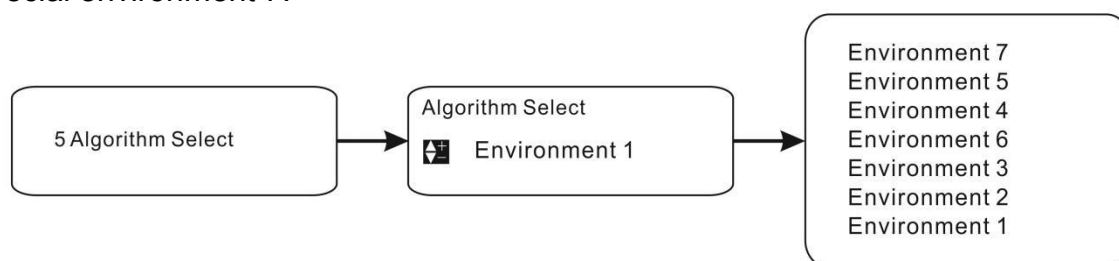 5 Algorithm Select
Algorithm Select
Environment 1
Environment 7
Environment 5
Environment 4
Environment 6
Environment 3
Environment 2
Environment 1